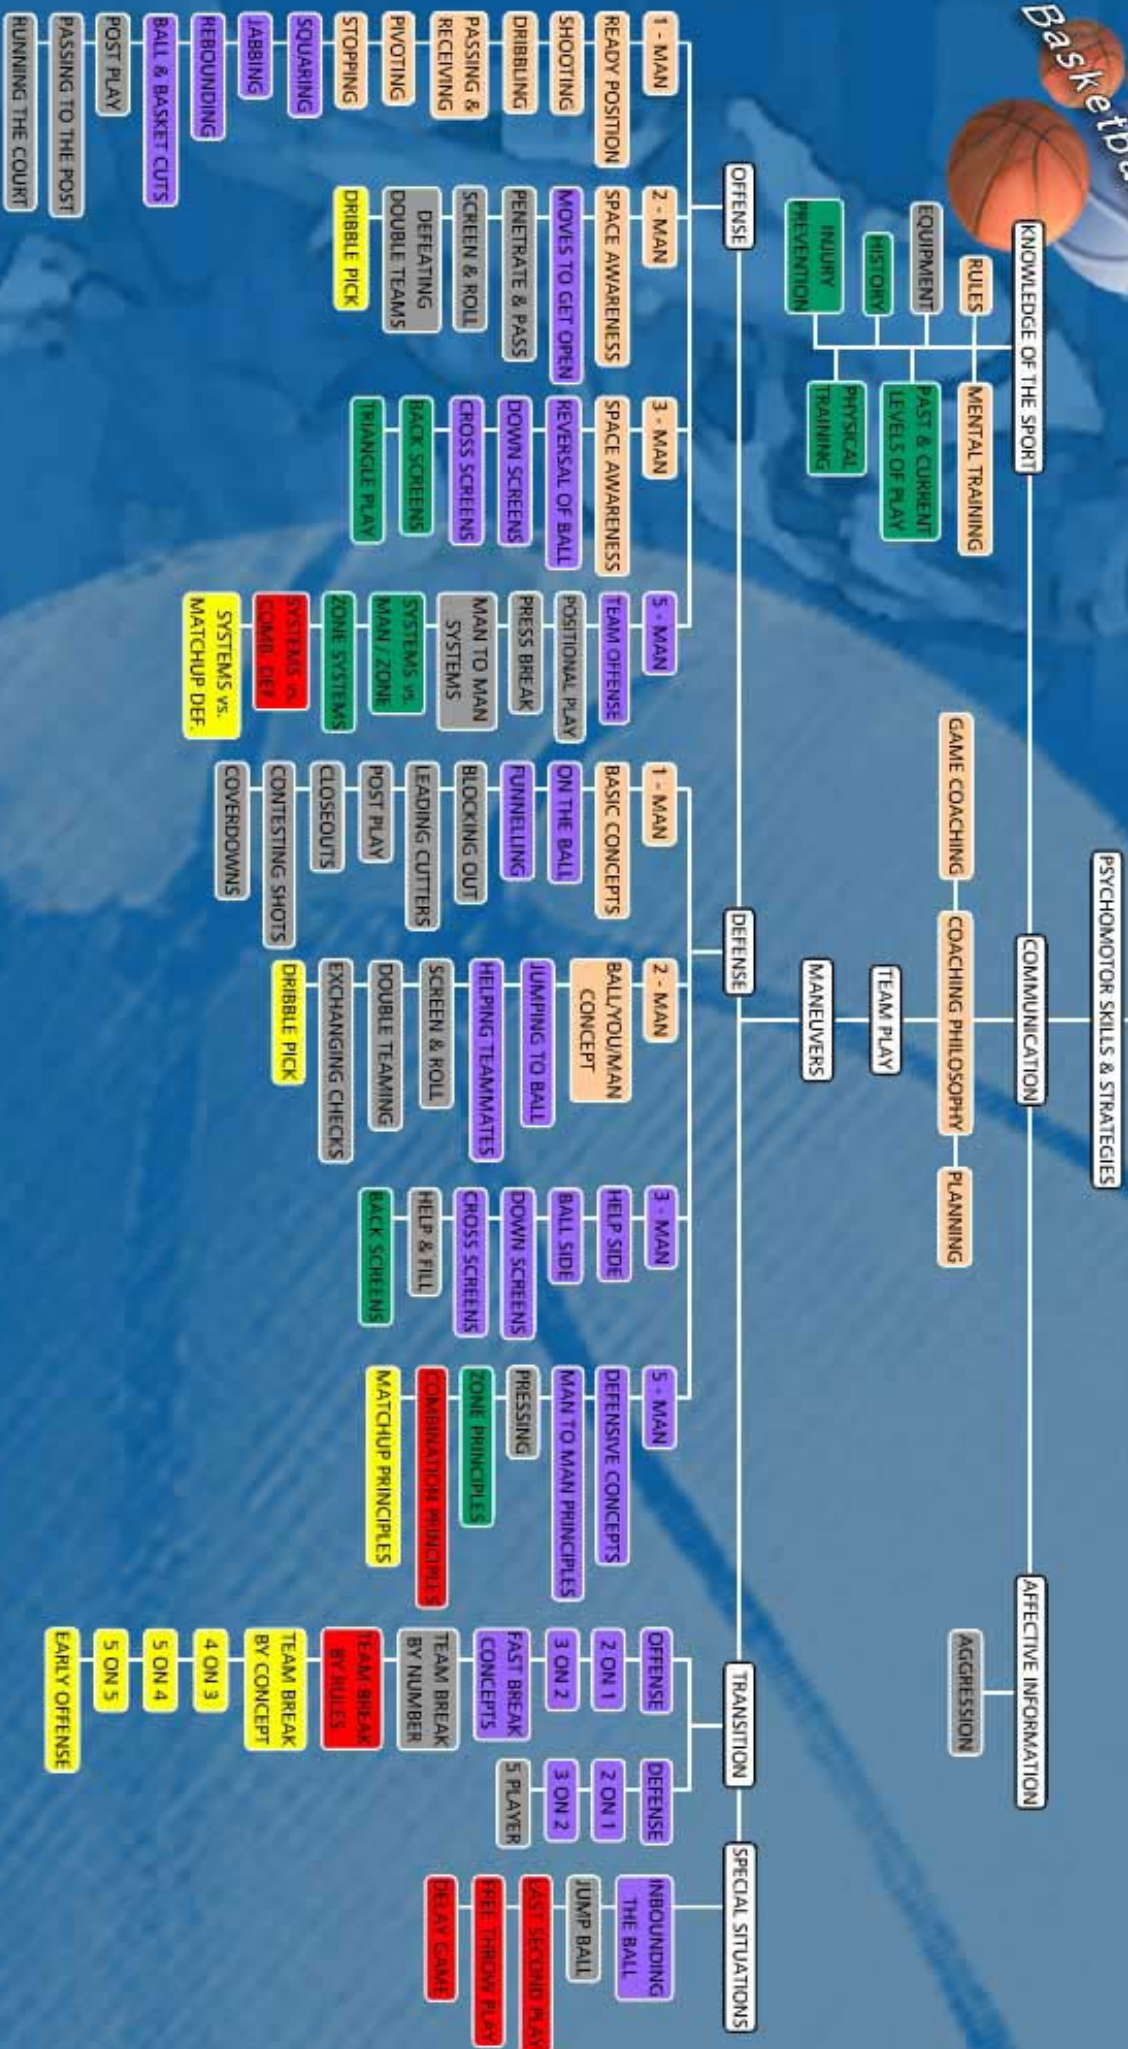 Basketba
PSYCHOMOTOR SKILLS & STRATEGIES
KNOWLEDGE OF THE SPORT
COMMUNICATION
AFFECTIVE INFORMATION
RULES
MENTAL TRAINING
EQUIPMENT
PAST & CURRENT
LEVELS OF PLAY
HISTORY
INJURY
PREVENTION
PHYSICAL
TRAINING
GAME COACHING
COACHING PHILOSOPHY
PLANNING
AGGRESSION
TEAM PLAY
MANEUVERS
OFFENSE
DEFENSE
TRANSITION
SPECIAL SITUATIONS
1 - MAN
READY POSITION
SHOOTING
DRIBBLING
PASSING &
RECEIVING
PIVOTING
STOPPING
SQUARING
JABBING
REBOUNDING
BALL & BASKET CUTS
POST PLAY
PASSING TO THE POST
RUNNING THE COURT
2 - MAN
SPACE AWARENESS
MOVES TO GET OPEN
PENETRATE & PASS
SCREEN & ROLL
DEFEATING
DOUBLE TEAMS
DRIBBLE PICK
3 - MAN
SPACE AWARENESS
REVERSAL OF BALL
DOWN SCREENS
CROSS SCREENS
BACK SCREENS
TRIANGLE PLAY
5 - MAN
TEAM OFFENSE
POSITIONAL PLAY
PRESS BREAK
MAN TO MAN
SYSTEMS
SYSTEMS vs.
MAN / ZONE
ZONE SYSTEMS
SYSTEMS vs.
COMB. DEF.
SYSTEMS vs.
MATCHUP DEF.
1 - MAN
BASIC CONCEPTS
ON THE BALL
FUNNELLING
BLOCKING OUT
LEADING CUTTERS
POST PLAY
CLOSEOUTS
CONTESTING SHOTS
COVERDOWNS
2 - MAN
BALL/YOU/MAN
CONCEPT
JUMPING TO BALL
HELPING TEAMMATES
SCREEN & ROLL
DOUBLE TEAMING
EXCHANGING CHECKS
DRIBBLE PICK
3 - MAN
HELP SIDE
BALL SIDE
DOWN SCREENS
CROSS SCREENS
HELP & FILL
BACK SCREENS
5 - MAN
DEFENSIVE CONCEPTS
MAN TO MAN PRINCIPLES
PRESSING
ZONE PRINCIPLES
COMBINATION PRINCIPLES
MATCHUP PRINCIPLES
OFFENSE
2 ON 1
3 ON 2
FAST BREAK
CONCEPTS
TEAM BREAK
BY NUMBER
TEAM BREAK
BY RULES
TEAM BREAK
BY CONCEPT
4 ON 3
5 ON 4
5 ON 5
EARLY OFFENSE
DEFENSE
2 ON 1
3 ON 2
5 PLAYER
INBOUNDING
THE BALL
JUMP BALL
LAST SECOND PLAY
FREE THROW PLAY
DELAY GAME